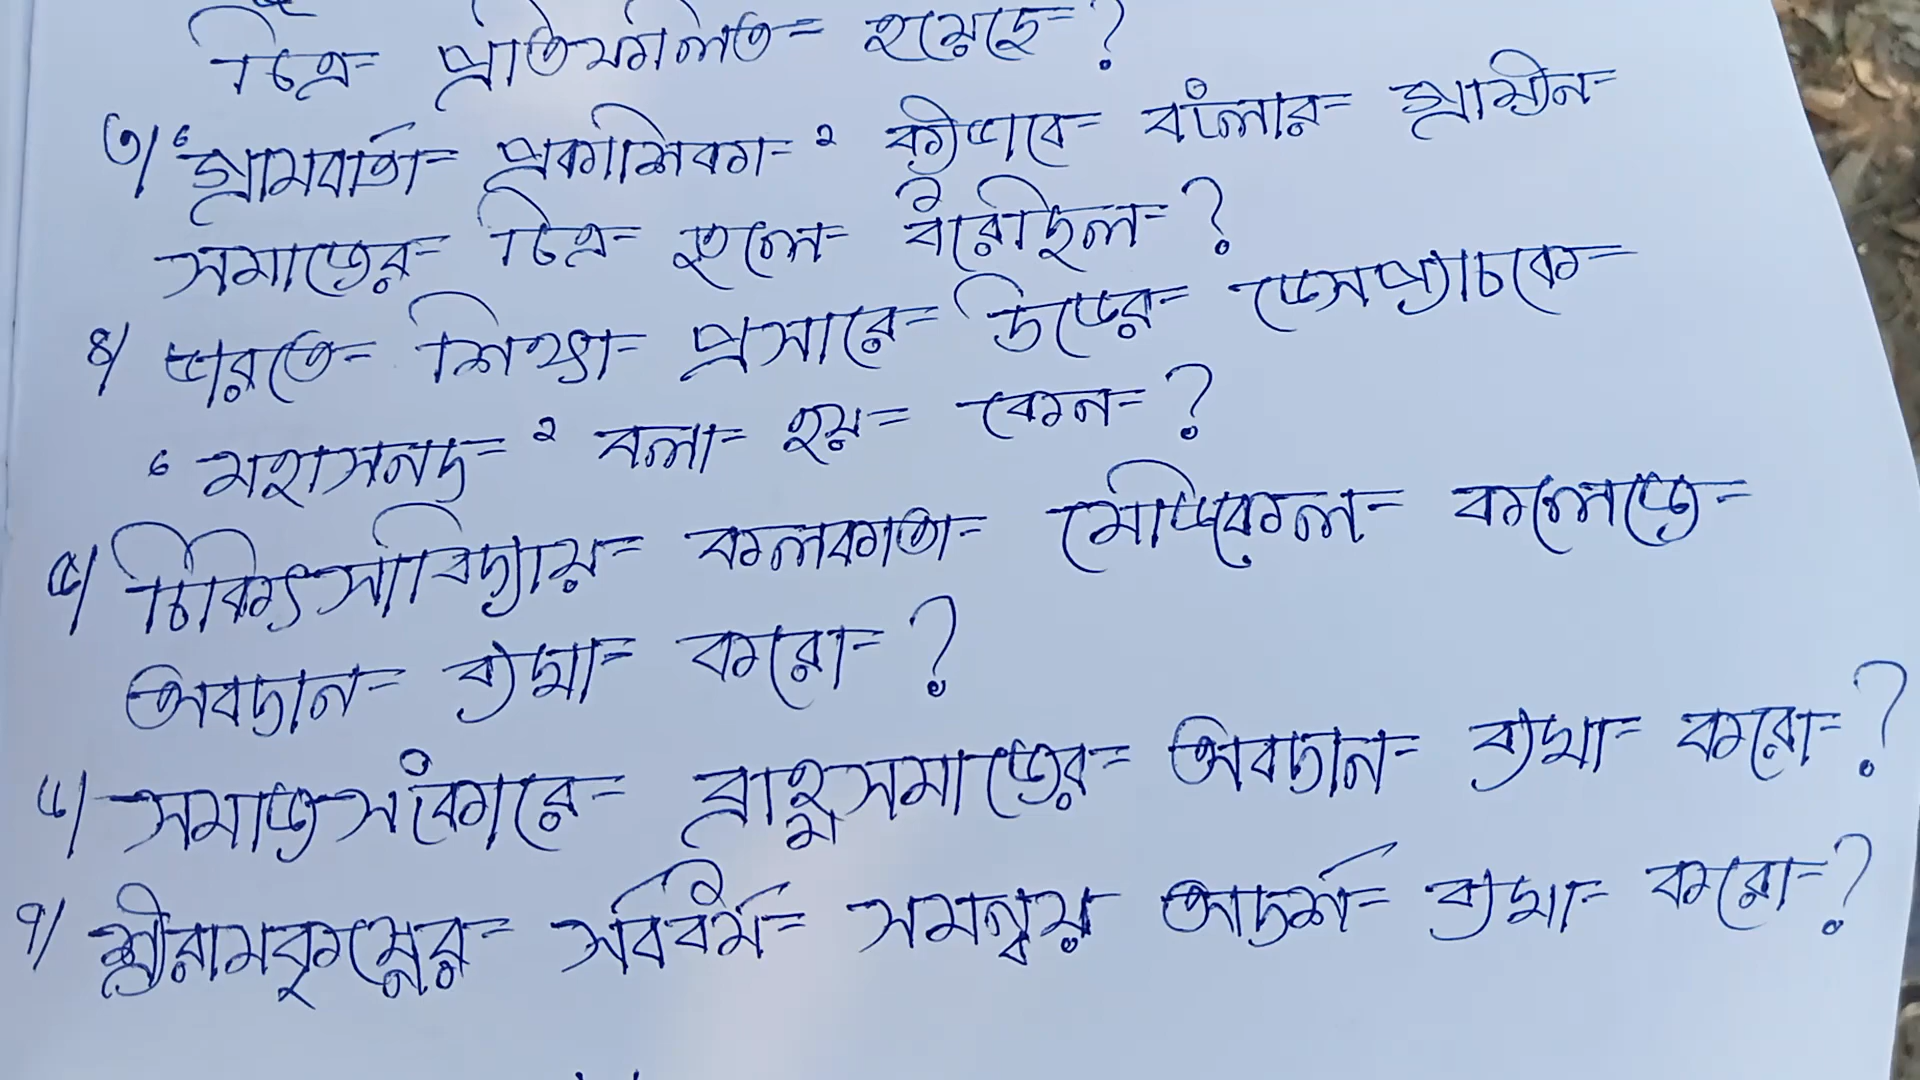 চিত্র প্রতিফলিত হয়েছে?
৩/ 'গ্রামবার্তা প্রকাশিকা' কীভাবে বাংলার গ্রামীন
সমাজের চিত্র তুলে ধরেছিল?
৪/ ভারতে শিক্ষা প্রসারে উডের ডেসপ্যাচকে
'মহাসনদ' বলা হয় কেন?
৫/ চিকিৎসাবিদ্যায় কলকাতা মেডিকেল কলেজে
অবদান ব্যাখ্যা করো?
৬/ সমাজসংস্কারে ব্রাহ্মসমাজের অবদান ব্যাখ্যা করো?
৭/ শ্রীরামকৃষ্ণের সর্বধর্ম সমন্বয় আদর্শ ব্যাখ্যা করো?